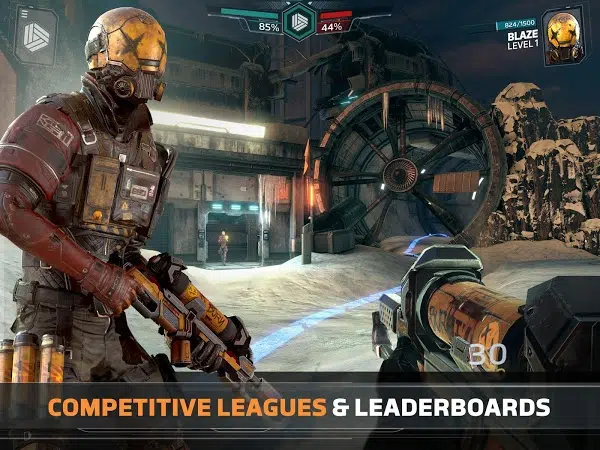 85%
44%
824/1500
BLAZE
LEVEL 1
30
COMPETITIVE LEAGUES & LEADERBOARDS